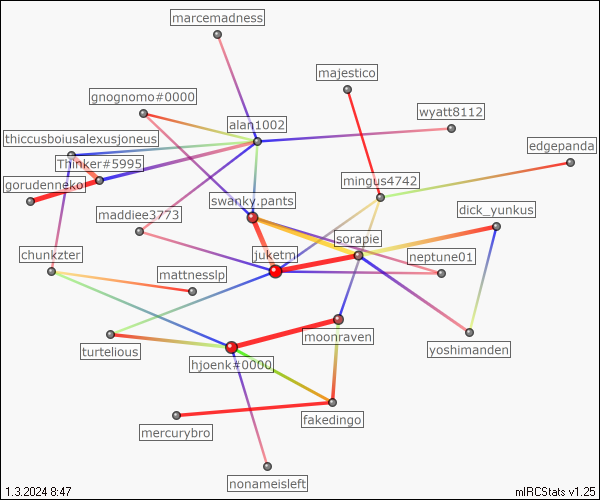 marcemadness
majestico
gnognomo#0000
wyatt8112
alan1002
thiccusboiusalexusjoneus
edgepanda
Thinker#5995
mingus4742
gorudenneko
swanky.pants
maddiee3773
dick_yunkus
sorapie
chunkzter
juketm
neptune01
mattnesslp
moonraven
turtelious
yoshimanden
hjoenk#0000
fakedingo
mercurybro
nonameisleft
1.3.2024 8:47
mIRCStats v1.25